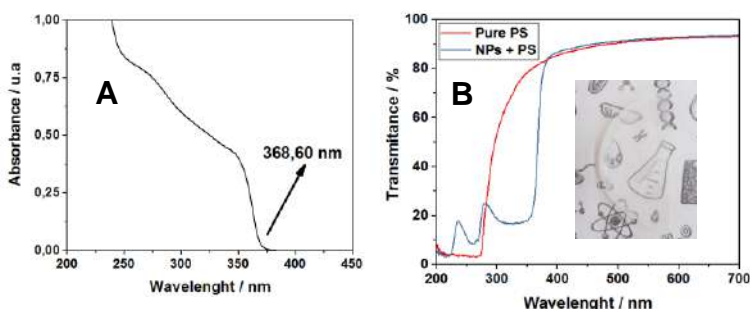 1,00
0,75
0,50
0,25
0,00
Absorbance / u.a
A
368,60 nm
200 250 300 350 400 450
Wavelenght / nm
100
80
60
40
20
0
Transmitance / %
Pure PS
NPs + PS
B
200 300 400 500 600 700
Wavelenght / nm